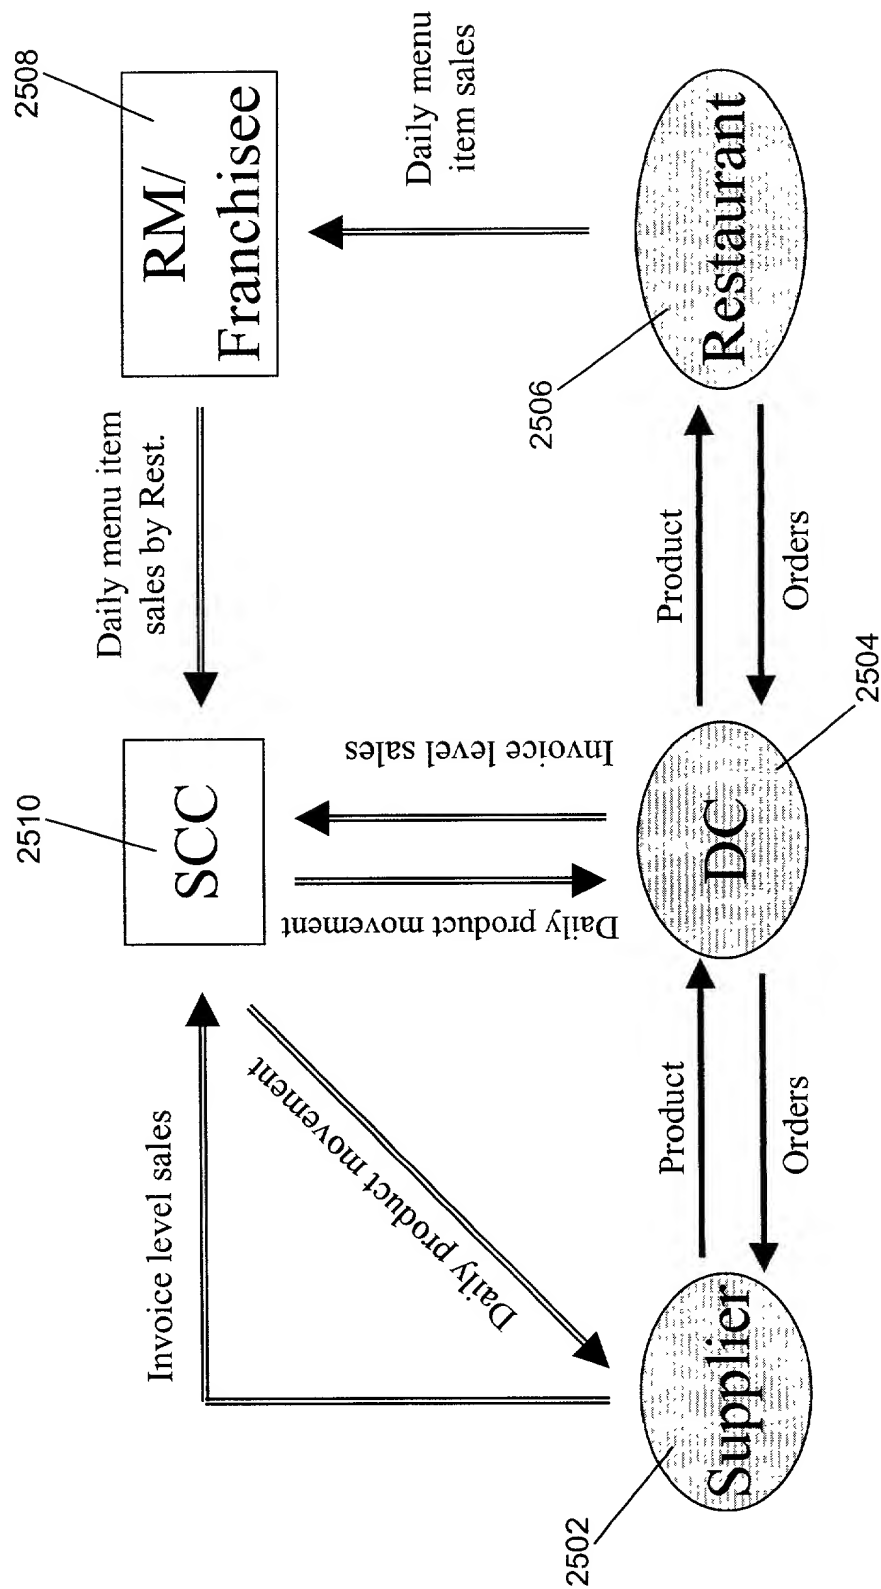 2510
2508
SCC
RM/
Franchisee
Daily menu item
sales by Rest.
Daily menu
item sales
Invoice level sales
Daily product movement
Daily product movement
Invoice level sales
2506
Product
Product
Orders
Orders
2502
Supplier
DC
2504
Restaurant